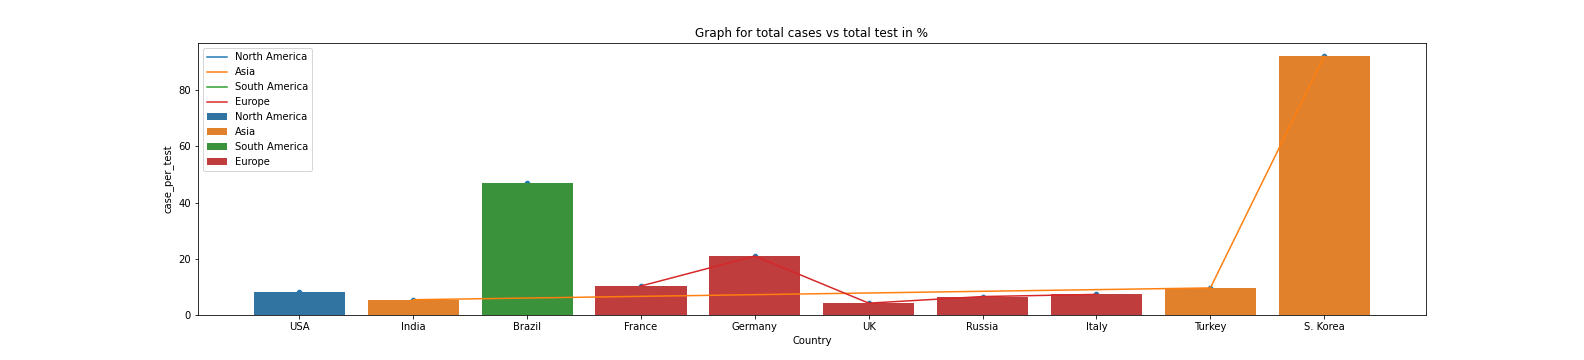 Graph for total cases vs total test in %
North America
Asia
South America
Europe
North America
Asia
South America
Europe
case_per_test
80
60
40
20
0
USA India Brazil France Germany UK Russia Italy Turkey S. Korea
Country